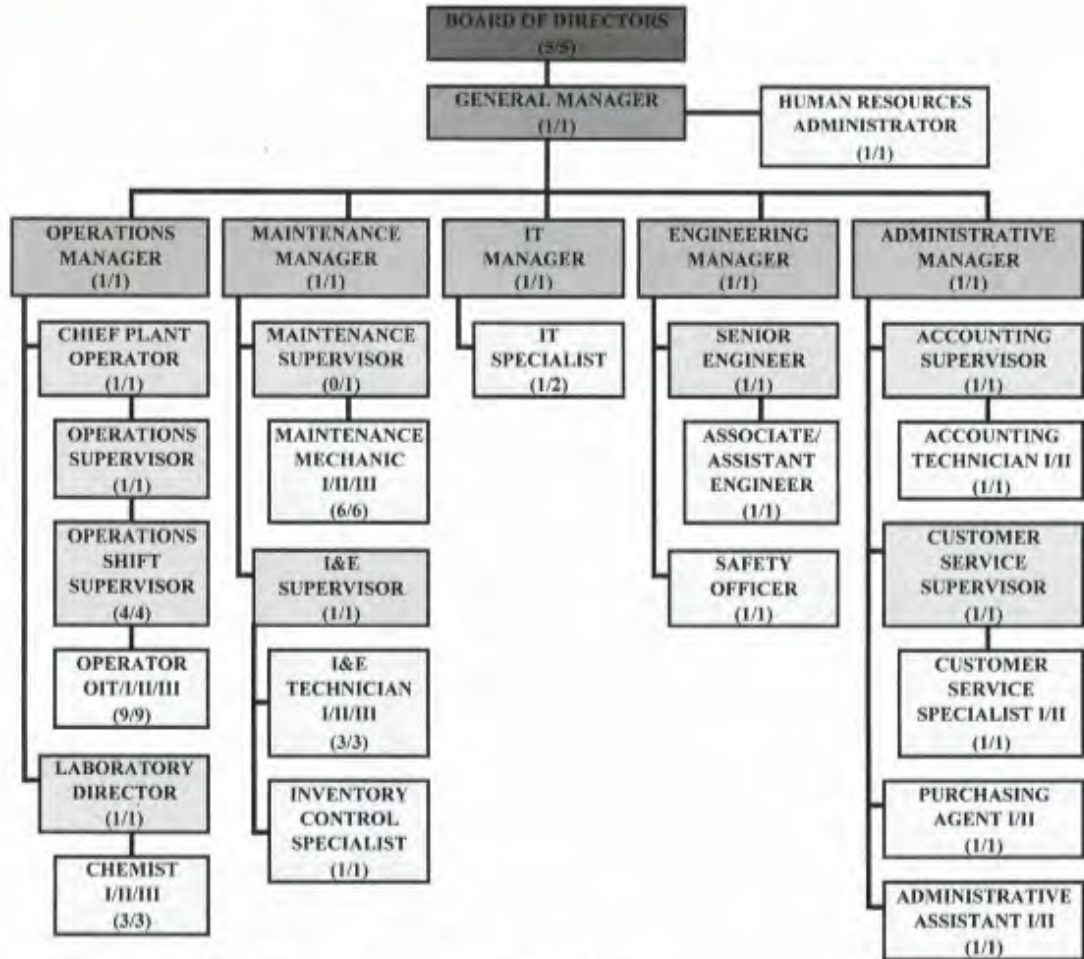 BOARD OF DIRECTORS
(5/5)
GENERAL MANAGER
(1/1)
HUMAN RESOURCES
ADMINISTRATOR
(1/1)
OPERATIONS
MANAGER
(1/1)
MAINTENANCE
MANAGER
(1/1)
IT
MANAGER
(1/1)
ENGINEERING
MANAGER
(1/1)
ADMINISTRATIVE
MANAGER
(1/1)
CHIEF PLANT
OPERATOR
(1/1)
OPERATIONS
SUPERVISOR
(1/1)
OPERATIONS
SHIFT
SUPERVISOR
(4/4)
OPERATOR
OIT/I/II/III
(9/9)
LABORATORY
DIRECTOR
(1/1)
CHEMIST
I/II/III
(3/3)
MAINTENANCE
SUPERVISOR
(0/1)
MAINTENANCE
MECHANIC
I/II/III
(6/6)
I&E
SUPERVISOR
(1/1)
I&E
TECHNICIAN
I/II/III
(3/3)
INVENTORY
CONTROL
SPECIALIST
(1/1)
IT
SPECIALIST
(1/2)
SENIOR
ENGINEER
(1/1)
ASSOCIATE/
ASSISTANT
ENGINEER
(1/1)
SAFETY
OFFICER
(1/1)
ACCOUNTING
SUPERVISOR
(1/1)
ACCOUNTING
TECHNICIAN I/II
(1/1)
CUSTOMER
SERVICE
SUPERVISOR
(1/1)
CUSTOMER
SERVICE
SPECIALIST I/II
(1/1)
PURCHASING
AGENT I/II
(1/1)
ADMINISTRATIVE
ASSISTANT I/II
(1/1)